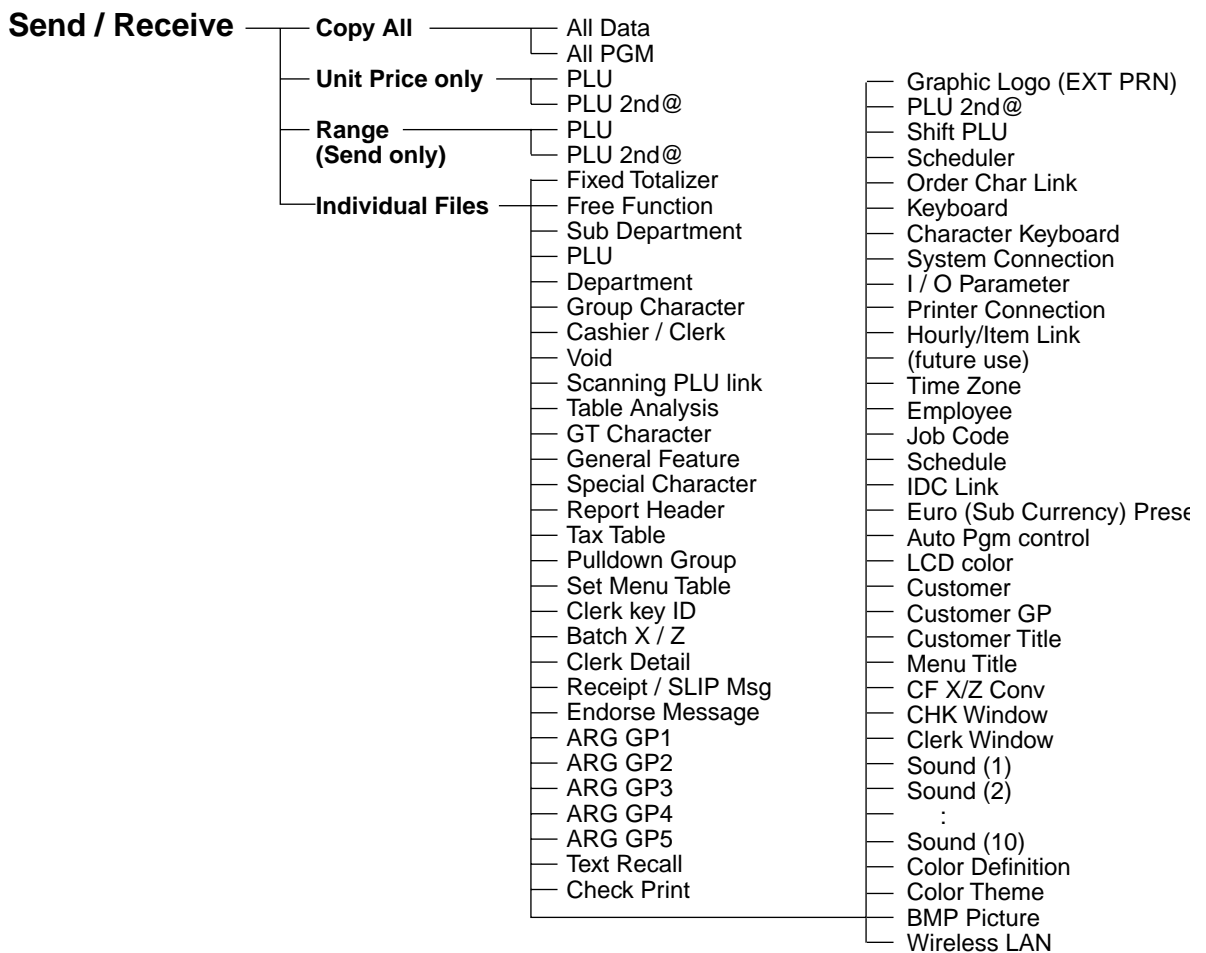 Send / Receive
Copy All
All Data
All PGM
Unit Price only
PLU
PLU 2nd@
Range
(Send only)
PLU
PLU 2nd@
Individual Files
Fixed Totalizer
Free Function
Sub Department
PLU
Department
Group Character
Cashier / Clerk
Void
Scanning PLU link
Table Analysis
GT Character
General Feature
Special Character
Report Header
Tax Table
Pulldown Group
Set Menu Table
Clerk key ID
Batch X / Z
Clerk Detail
Receipt / SLIP Msg
Endorse Message
ARG GP1
ARG GP2
ARG GP3
ARG GP4
ARG GP5
Text Recall
Check Print
Graphic Logo (EXT PRN)
PLU 2nd@
Shift PLU
Scheduler
Order Char Link
Keyboard
Character Keyboard
System Connection
I / O Parameter
Printer Connection
Hourly/Item Link
(future use)
Time Zone
Employee
Job Code
Schedule
IDC Link
Euro (Sub Currency)
Auto Pgm control
LCD color
Customer
Customer GP
Customer Title
Menu Title
CF X/Z Conv
CHK Window
Clerk Window
Sound (1)
Sound (2)
:
Sound (10)
Color Definition
Color Theme
BMP Picture
Wireless LAN